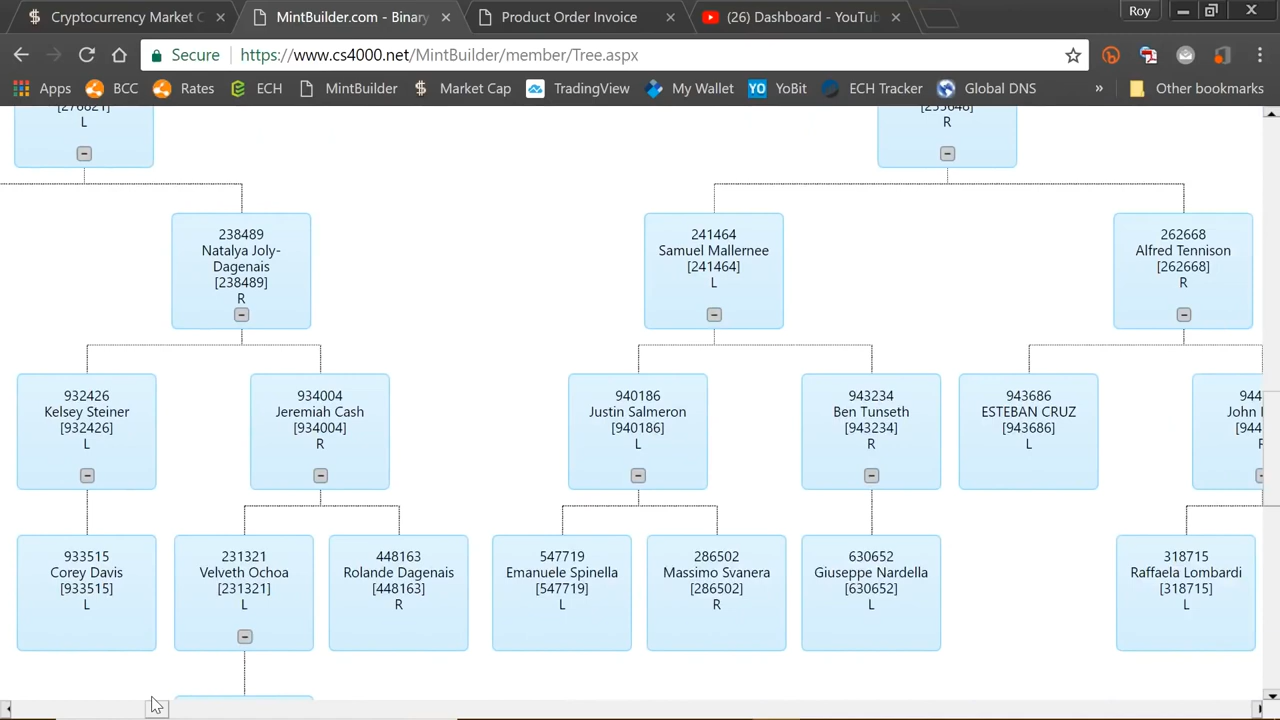 Cryptocurrency Market C
MintBuilder.com - Binary
Product Order Invoice
(26) Dashboard - YouTu
Roy
Secure
https://www.cs4000.net/MintBuilder/member/Tree.aspx
Apps
BCC
Rates
ECH
MintBuilder
Market Cap
TradingView
My Wallet
YO YoBit
ECH Tracker
Global DNS
»
Other bookmarks
L
R
238489
Natalya Joly-
Dagenais
[238489]
R
241464
Samuel Mallernee
[241464]
L
262668
Alfred Tennison
[262668]
R
932426
Kelsey Steiner
[932426]
L
934004
Jeremiah Cash
[934004]
R
940186
Justin Salmeron
[940186]
L
943234
Ben Tunseth
[943234]
R
943686
ESTEBAN CRUZ
[943686]
L
944
John
[944
933515
Corey Davis
[933515]
L
231321
Velveth Ochoa
[231321]
L
448163
Rolande Dagenais
[448163]
R
547719
Emanuele Spinella
[547719]
L
286502
Massimo Svanera
[286502]
R
630652
Giuseppe Nardella
[630652]
L
318715
Raffaela Lombardi
[318715]
L